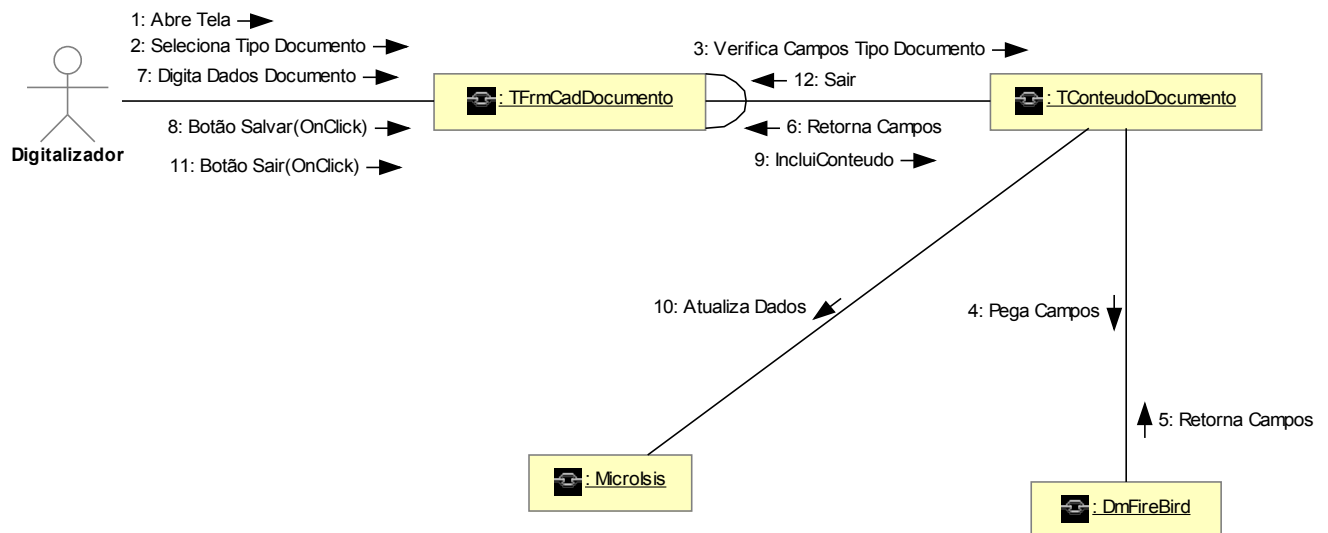 1: Abre Tela
2: Seleciona Tipo Documento
3: Verifica Campos Tipo Documento
7: Digita Dados Documento
12: Sair
: TFrmCadDocumento
: TConteudoDocumento
8: Botão Salvar(OnClick)
6: Retorna Campos
Digitalizador
11: Botão Sair(OnClick)
9: IncluiConteudo
10: Atualiza Dados
4: Pega Campos
5: Retorna Campos
: MicroIsis
: DmFireBird